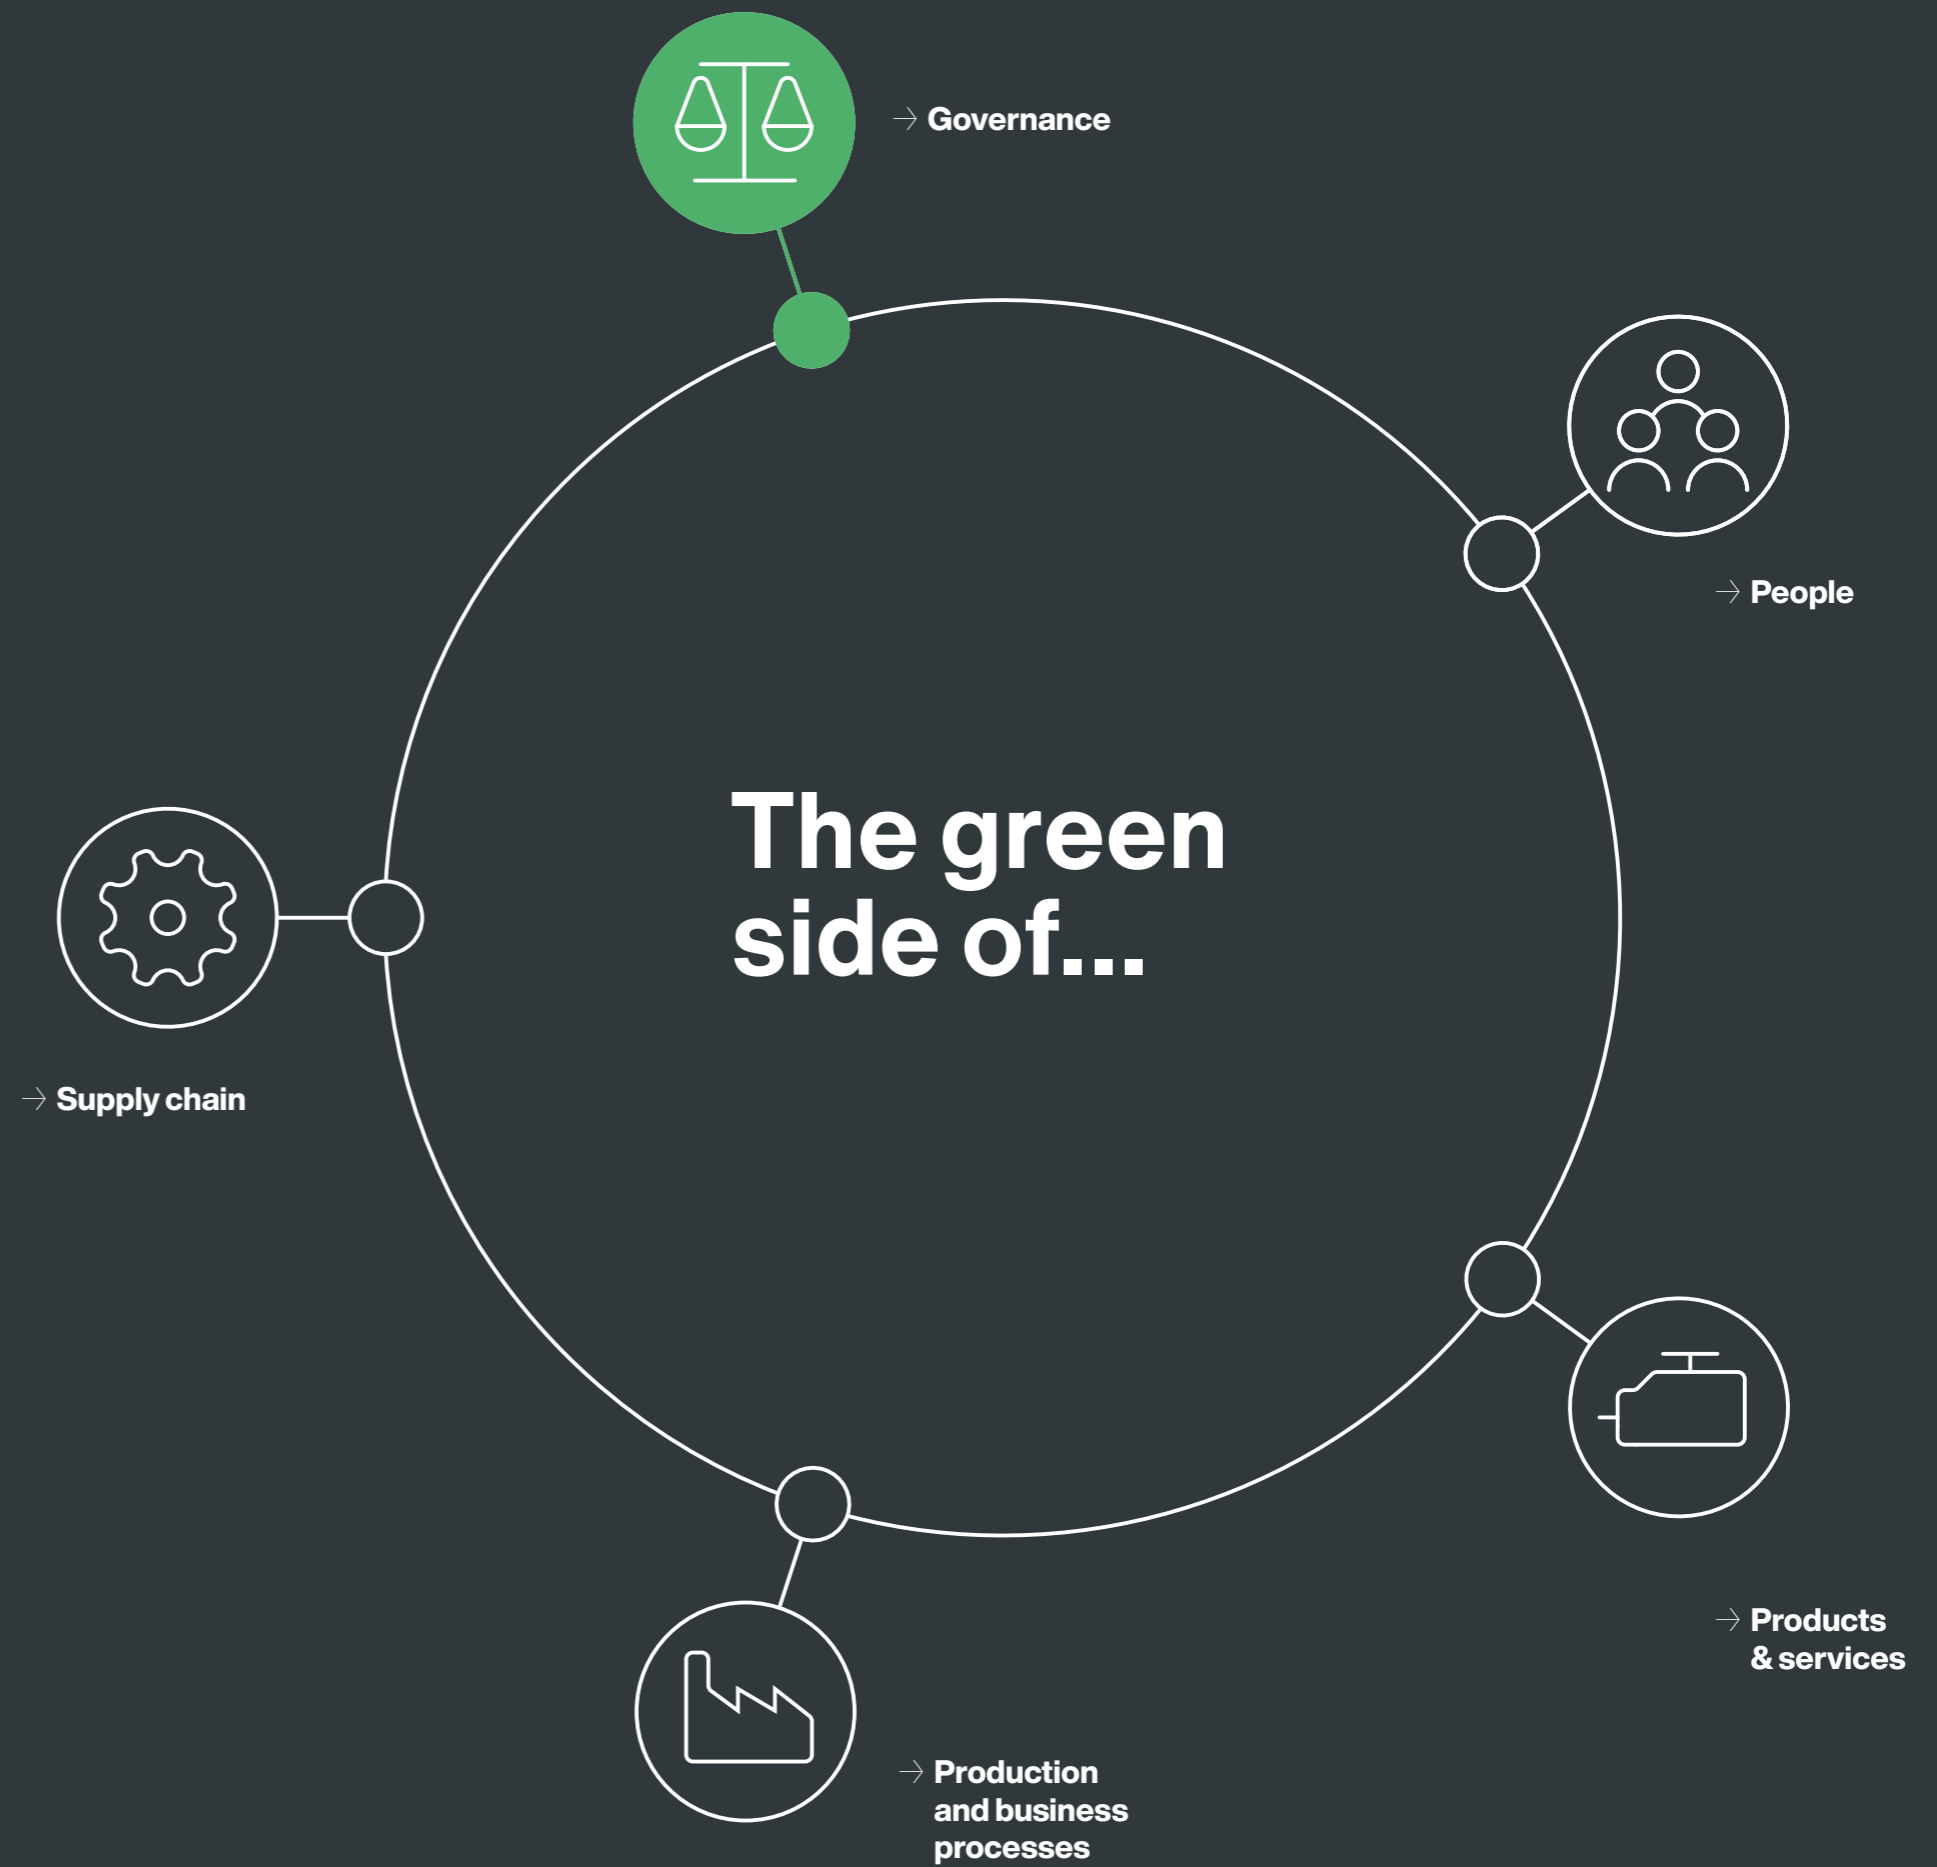 → Governance
→ People
The green
side of...
→ Supply chain
→ Products
& services
→ Production
and business
processes